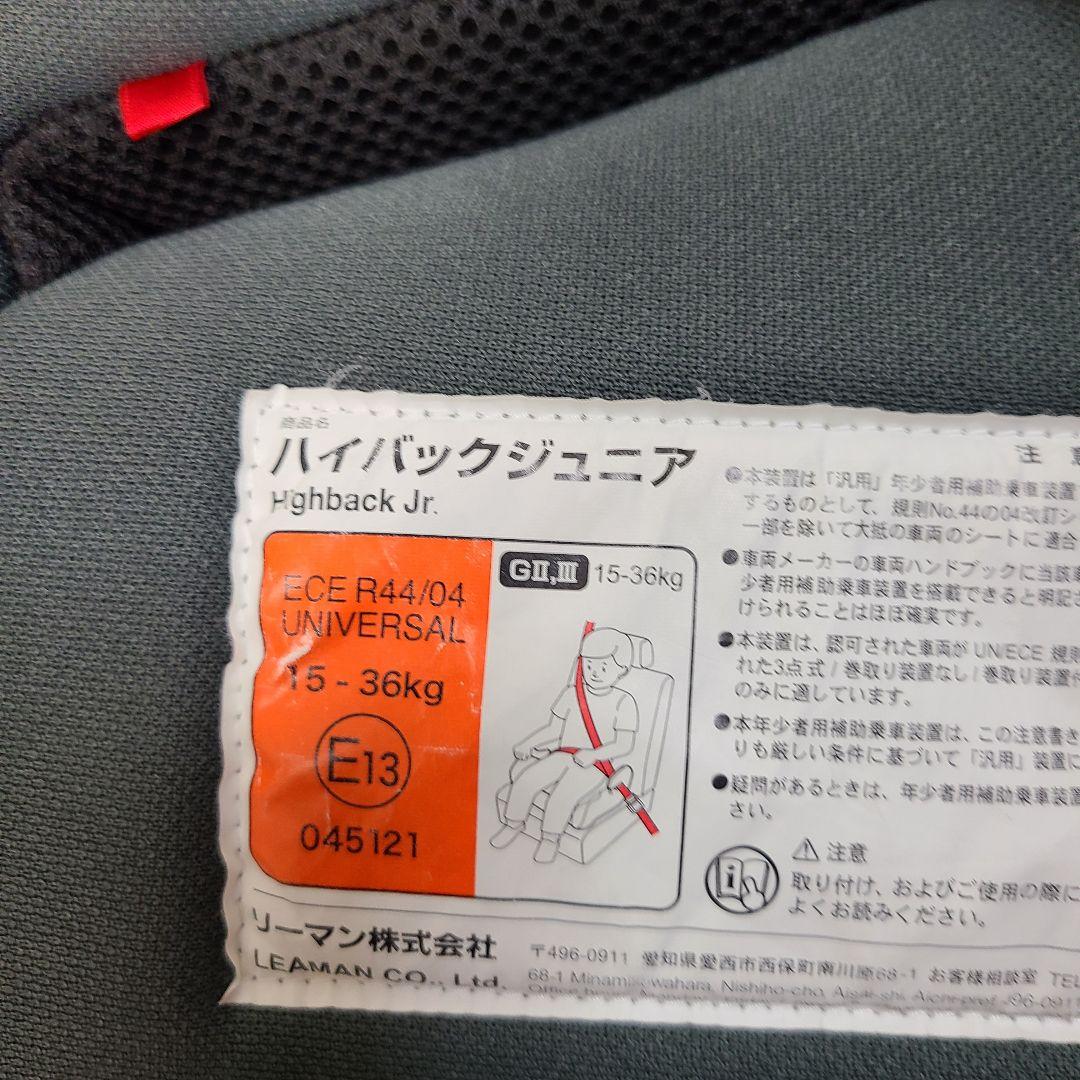 商品名
ハイバックジュニア
Highback Jr.
ECE R44/04
UNIVERSAL
15 - 36kg
E13
045121
GII,III 15-36kg
注
●本装置は「汎用」年少者用補助乗車装置
するものとして、規則No.44の04改訂シ
一部を除いて大抵の車両のシートに適合
●車両メーカーの車両ハンドブックに当該
少者用補助乗車装置を搭載できると明記
けられることはほぼ確実です。
●本装置は、認可された車両が UN/ECE 規則
れた3点式 / 巻取り装置なし / 巻取り装置
のみに適しています。
●本年少者用補助乗車装置は、この注意書き
りも厳しい条件に基づいて「汎用」装置に
●疑問があるときは、年少者用補助乗車装置
さい。
⚠ 注意
取り付け、およびご使用の際に
よくお読みください。
リーマン株式会社
LEAMAN CO., Ltd.
〒496-0911 愛知県愛西市西保町南川原68-1 お客様相談室 TEL
68-1 Minamigawahara, Nishiho-cho, Aisai-shi, Aichi-pref.